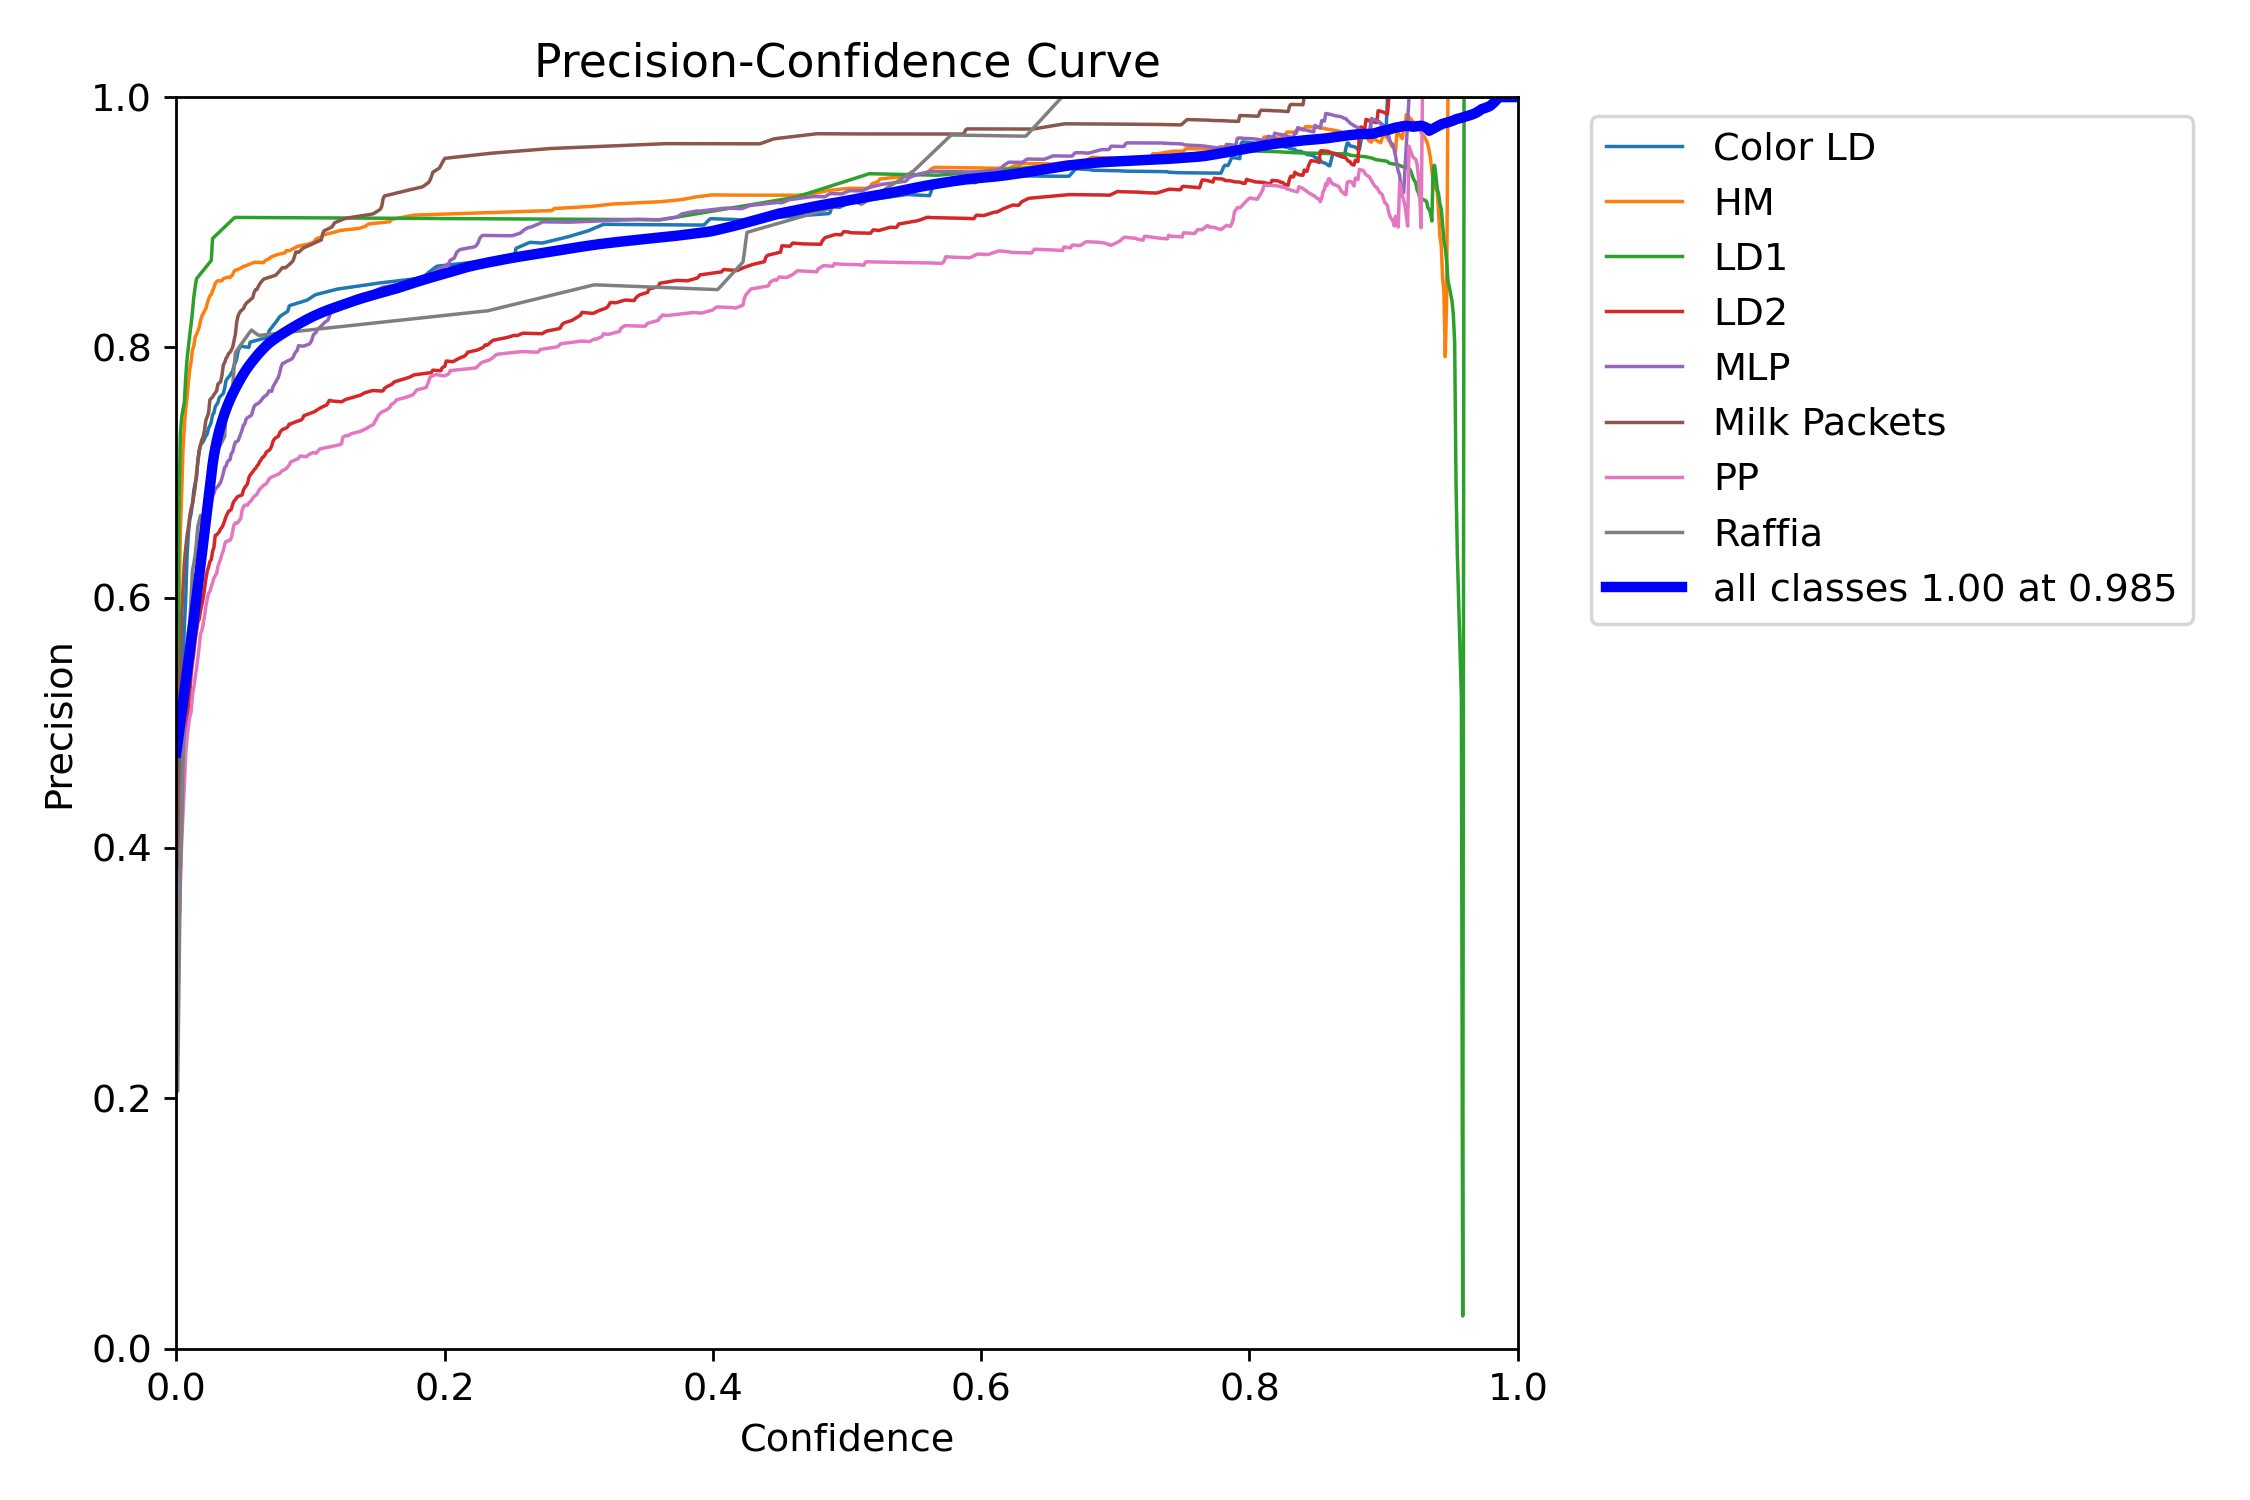 Precision-Confidence Curve
1.0
0.8
0.6
0.4
0.2
0.0
Precision
0.0 0.2 0.4 0.6 0.8 1.0
Confidence
Color LD
HM
LD1
LD2
MLP
Milk Packets
PP
Raffia
all classes 1.00 at 0.985